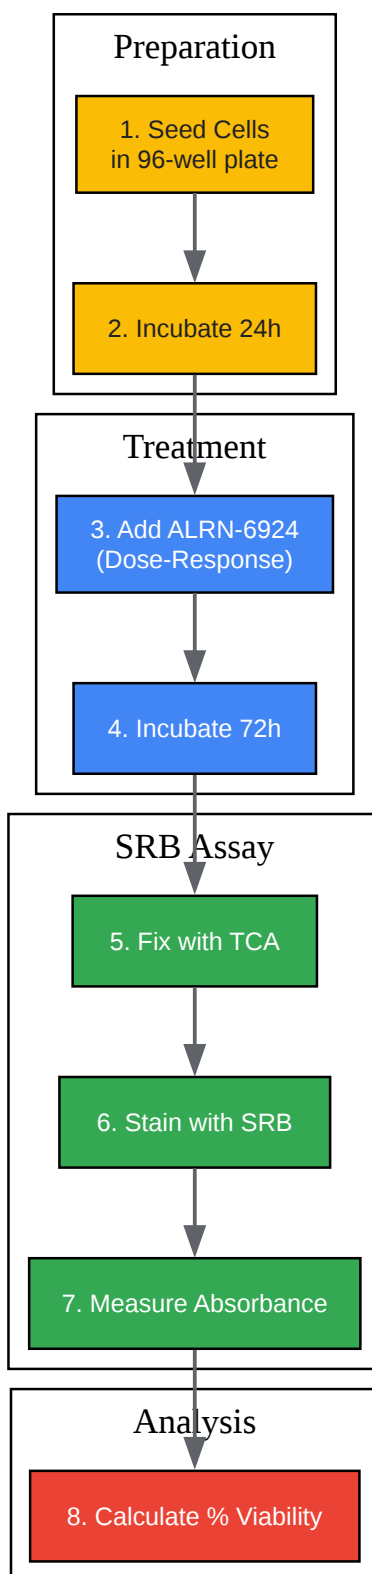 Preparation
1. Seed Cells
in 96-well plate
2. Incubate 24h
Treatment
3. Add ALRN-6924
(Dose-Response)
4. Incubate 72h
SRB Assay
5. Fix with TCA
6. Stain with SRB
7. Measure Absorbance
Analysis
8. Calculate % Viability